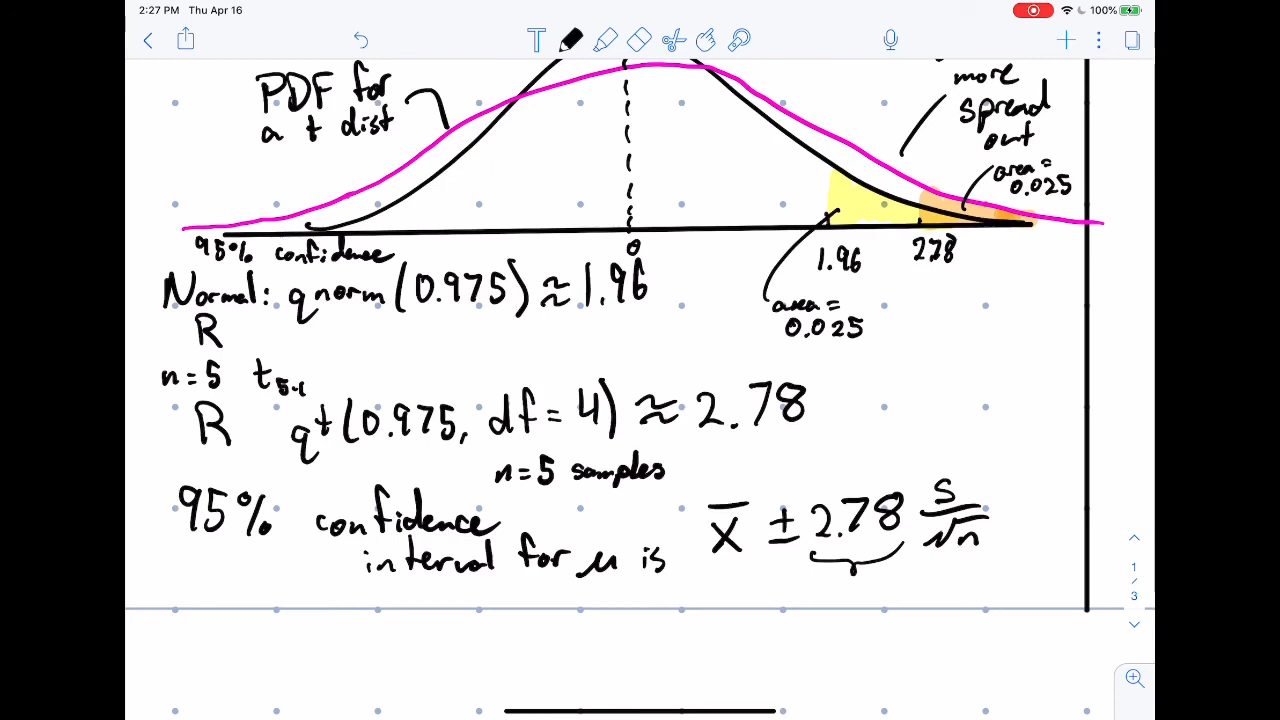 2:27 PM Thu Apr 16
100%
PDF for
a t dist
more
spread
out
area =
0.025
95% confidence
0
1.96
2.78
Normal: qnorm(0.975) ≈ 1.96
R
area =
0.025
n = 5 t5-1
R qt(0.975, df = 4) ≈ 2.78
n = 5 samples
95% confidence
interval for μ is
x̄ ± 2.78 s/√n
1
/
3